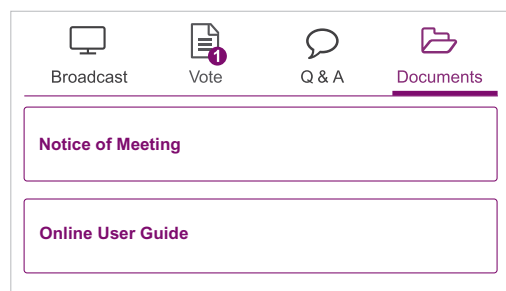 1
Broadcast Vote Q & A Documents
Notice of Meeting
Online User Guide